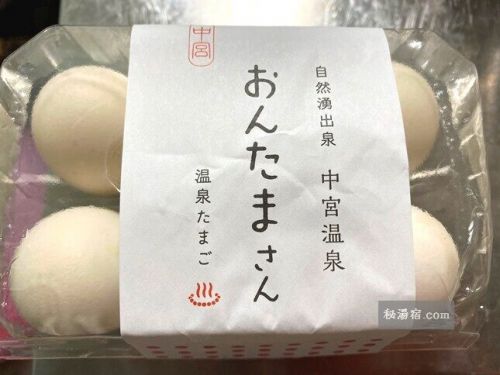 自然湧出泉 中宮温泉
おんたまさん
温泉たまご
中宮
秘湯宿.com